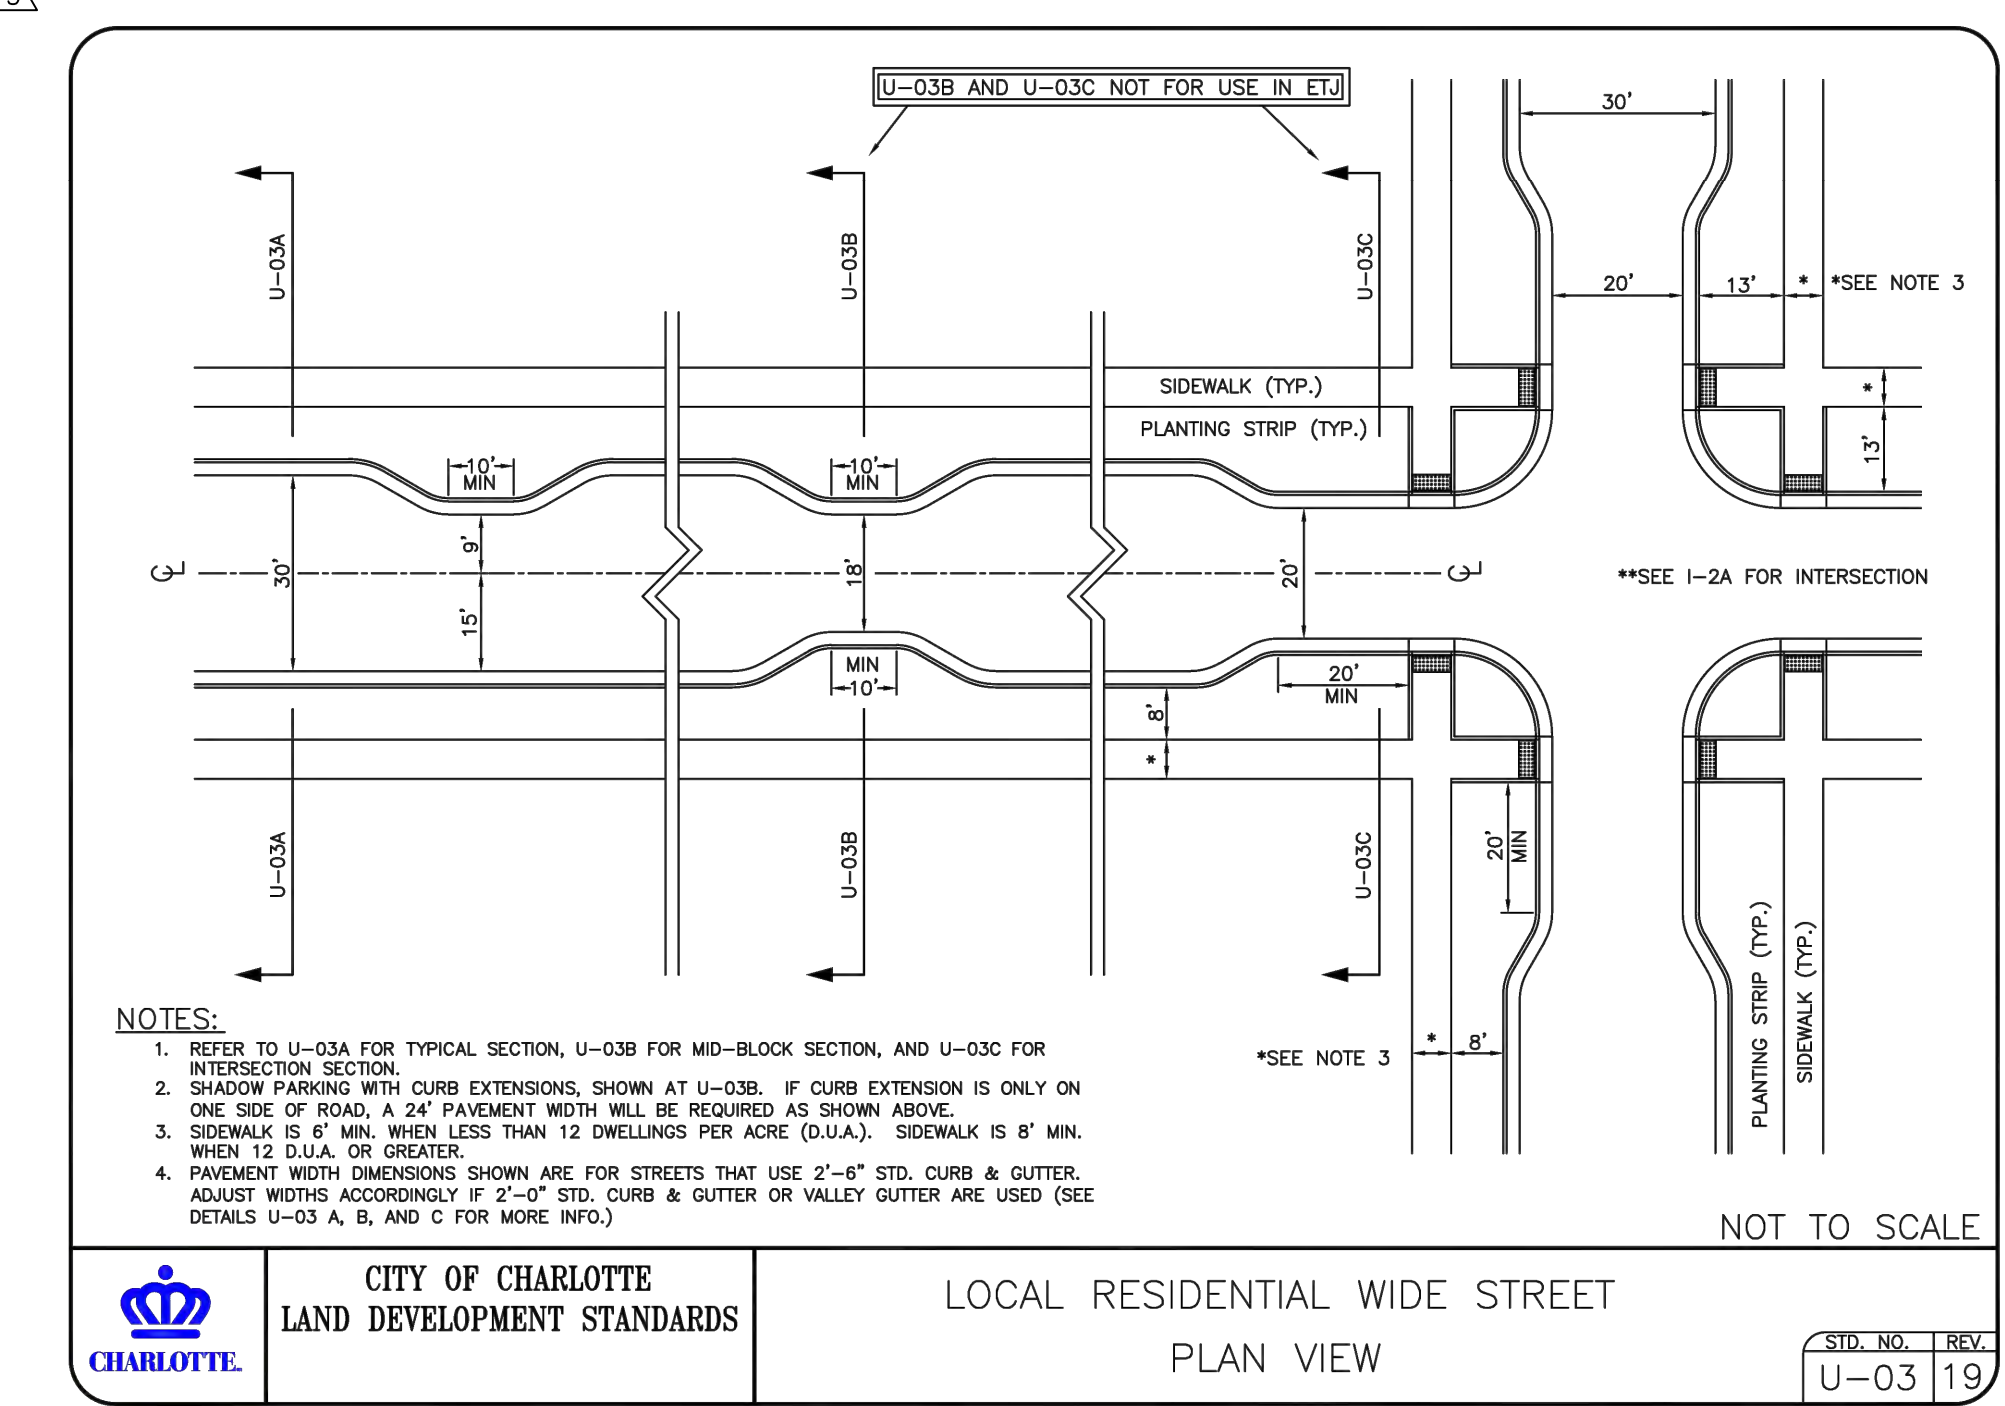 U-03B AND U-03C NOT FOR USE IN ETJ
30'
U-03A
U-03B
U-03C
20'
13'
*
*SEE NOTE 3
SIDEWALK (TYP.)
*
PLANTING STRIP (TYP.)
13'
10'
MIN
10'
MIN
9'
30'
18'
20'
CL
CL
**SEE I-2A FOR INTERSECTION
15'
MIN
10'
20'
MIN
8'
*
U-03A
U-03B
U-03C
20'
MIN
PLANTING STRIP (TYP.)
SIDEWALK (TYP.)
*SEE NOTE 3
*
8'
NOTES:
1. REFER TO U-03A FOR TYPICAL SECTION, U-03B FOR MID-BLOCK SECTION, AND U-03C FOR
INTERSECTION SECTION.
2. SHADOW PARKING WITH CURB EXTENSIONS, SHOWN AT U-03B. IF CURB EXTENSION IS ONLY ON
ONE SIDE OF ROAD, A 24' PAVEMENT WIDTH WILL BE REQUIRED AS SHOWN ABOVE.
3. SIDEWALK IS 6' MIN. WHEN LESS THAN 12 DWELLINGS PER ACRE (D.U.A.). SIDEWALK IS 8' MIN.
WHEN 12 D.U.A. OR GREATER.
4. PAVEMENT WIDTH DIMENSIONS SHOWN ARE FOR STREETS THAT USE 2'-6" STD. CURB & GUTTER.
ADJUST WIDTHS ACCORDINGLY IF 2'-0" STD. CURB & GUTTER OR VALLEY GUTTER ARE USED (SEE
DETAILS U-03 A, B, AND C FOR MORE INFO.)
NOT TO SCALE
CHARLOTTE
CITY OF CHARLOTTE
LAND DEVELOPMENT STANDARDS
LOCAL RESIDENTIAL WIDE STREET
PLAN VIEW
STD. NO. REV.
U-03 19